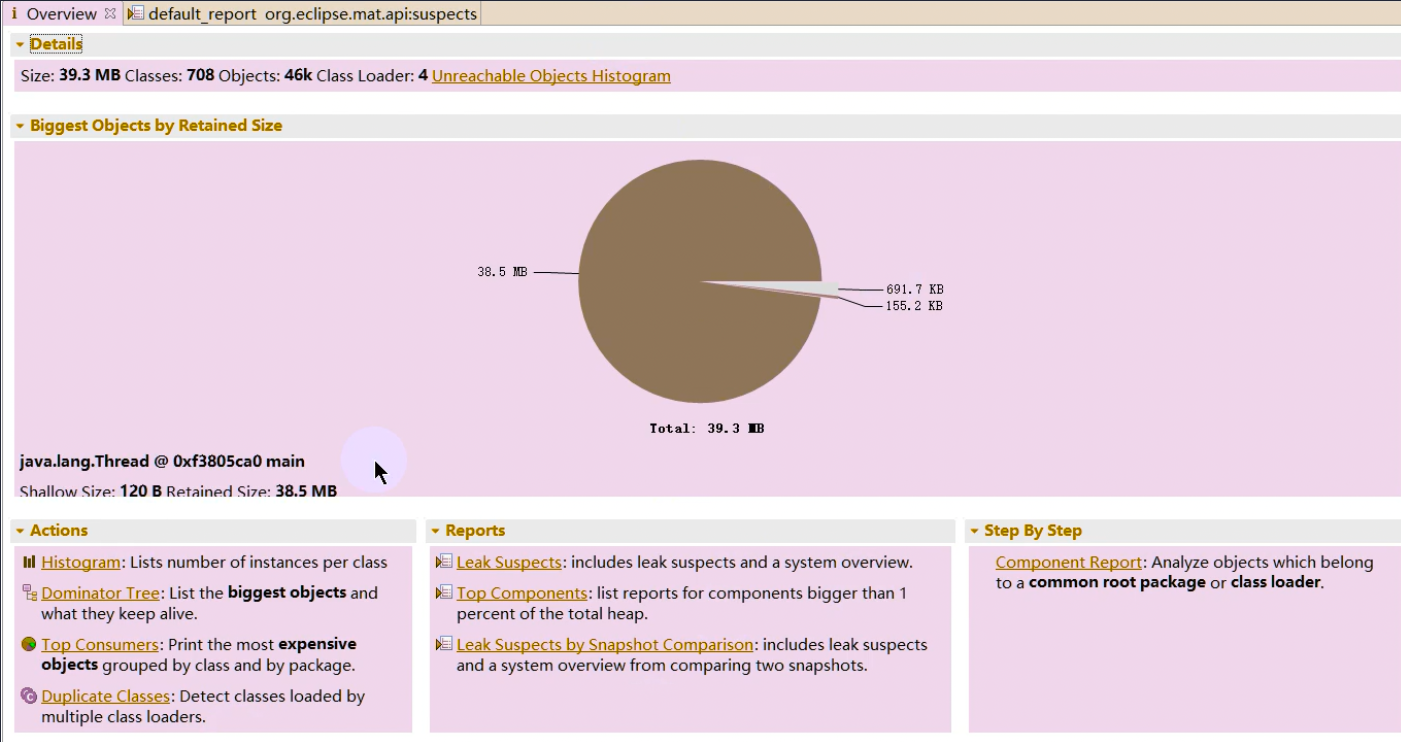 Overview default_report org.eclipse.mat.api:suspects
Details
Size: 39.3 MB Classes: 708 Objects: 46k Class Loader: 4 Unreachable Objects Histogram
Biggest Objects by Retained Size
38.5 MB
691.7 KB
155.2 KB
Total: 39.3 MB
java.lang.Thread @ 0xf3805ca0 main
Shallow Size: 120 B Retained Size: 38.5 MB
Actions
Histogram: Lists number of instances per class
Dominator Tree: List the biggest objects and
what they keep alive.
Top Consumers: Print the most expensive
objects grouped by class and by package.
Duplicate Classes: Detect classes loaded by
multiple class loaders.
Reports
Leak Suspects: includes leak suspects and a system overview.
Top Components: list reports for components bigger than 1
percent of the total heap.
Leak Suspects by Snapshot Comparison: includes leak suspects
and a system overview from comparing two snapshots.
Step By Step
Component Report: Analyze objects which belong
to a common root package or class loader.